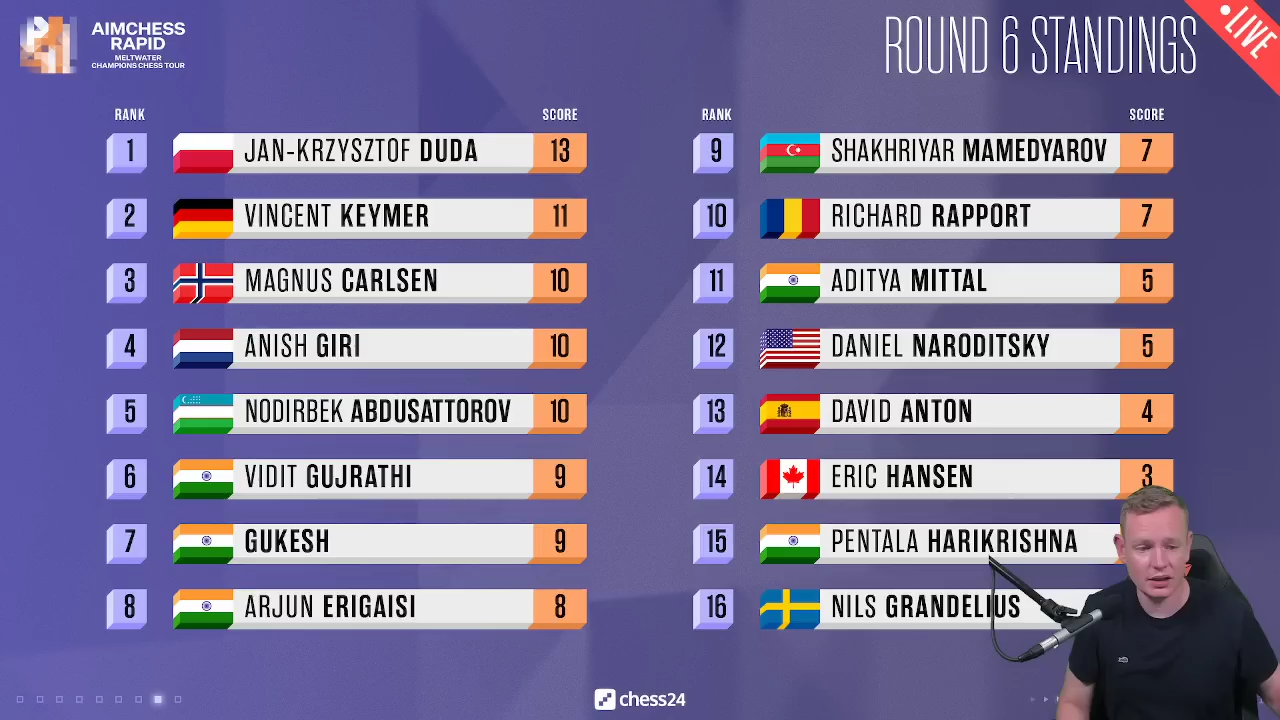 AIMCHESS
RAPID
MELTWATER
CHAMPIONS CHESS TOUR
ROUND 6 STANDINGS
LIVE
RANK SCORE
1 JAN-KRZYSZTOF DUDA 13
2 VINCENT KEYMER 11
3 MAGNUS CARLSEN 10
4 ANISH GIRI 10
5 NODIRBEK ABDUSATTOROV 10
6 VIDIT GUJRATHI 9
7 GUKESH 9
8 ARJUN ERIGAISI 8
RANK SCORE
9 SHAKHRIYAR MAMEDYAROV 7
10 RICHARD RAPPORT 7
11 ADITYA MITTAL 5
12 DANIEL NARODITSKY 5
13 DAVID ANTON 4
14 ERIC HANSEN 3
15 PENTALA HARIKRISHNA
16 NILS GRANDELIUS
chess24